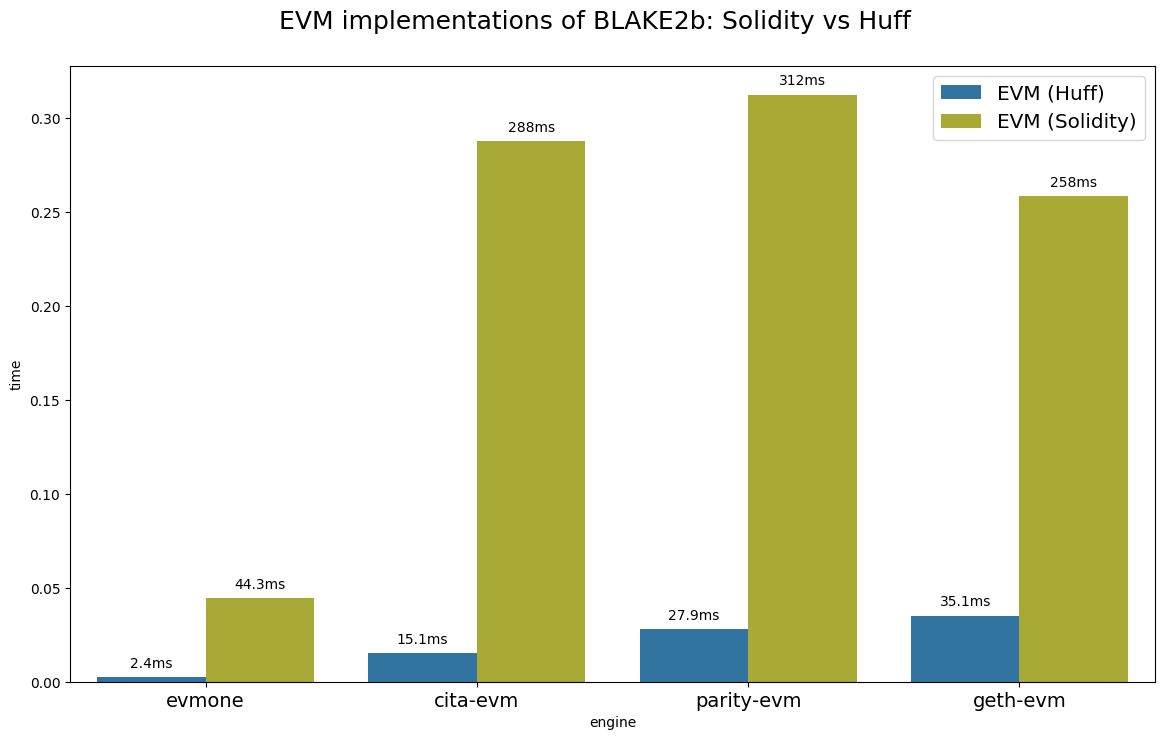 EVM implementations of BLAKE2b: Solidity vs Huff
EVM (Huff)
EVM (Solidity)
312ms
288ms
258ms
44.3ms
35.1ms
27.9ms
15.1ms
2.4ms
0.30
0.25
0.20
0.15
0.10
0.05
0.00
time
evmone
cita-evm
parity-evm
geth-evm
engine